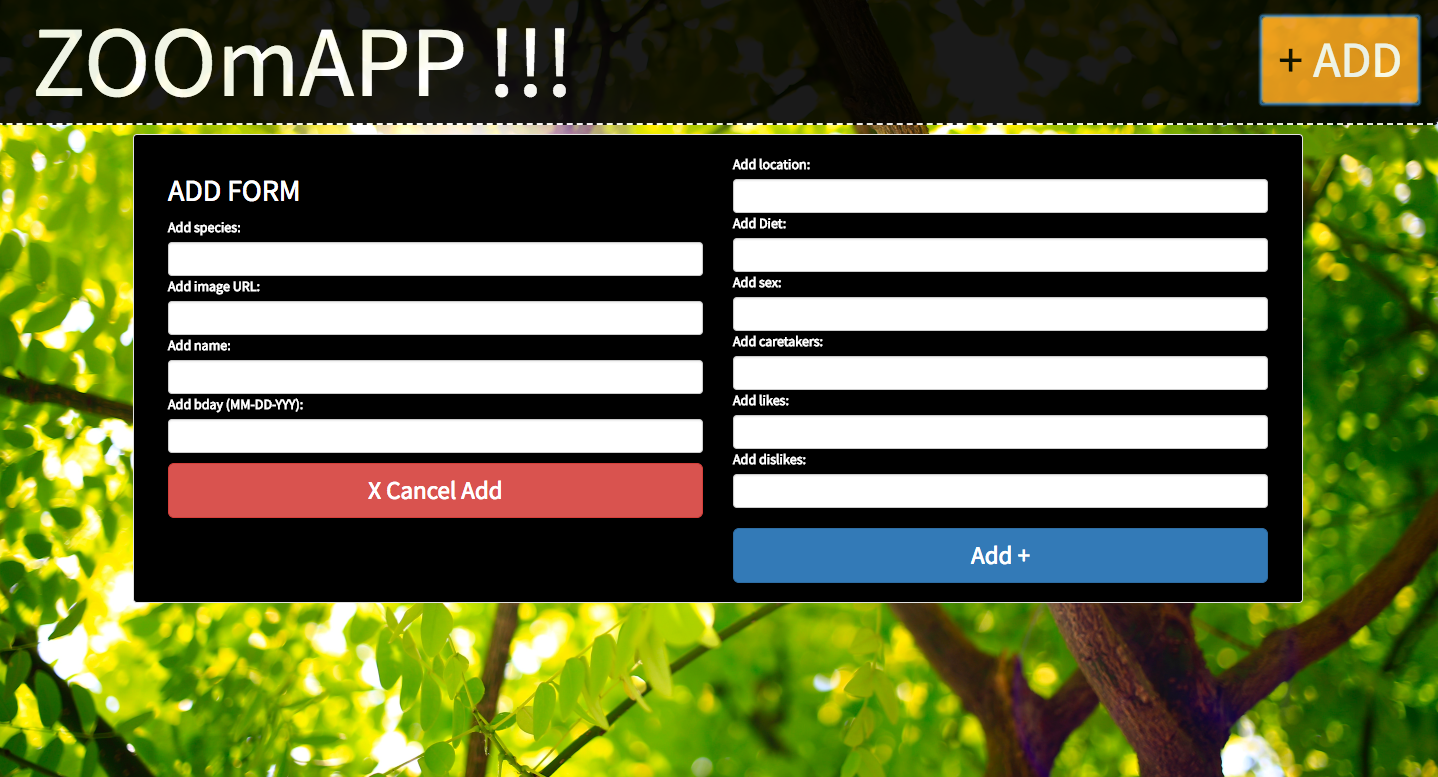 ZOOmAPP !!!
+ ADD
ADD FORM
Add species:
Add image URL:
Add name:
Add bday (MM-DD-YYY):
X Cancel Add
Add location:
Add Diet:
Add sex:
Add caretakers:
Add likes:
Add dislikes:
Add +